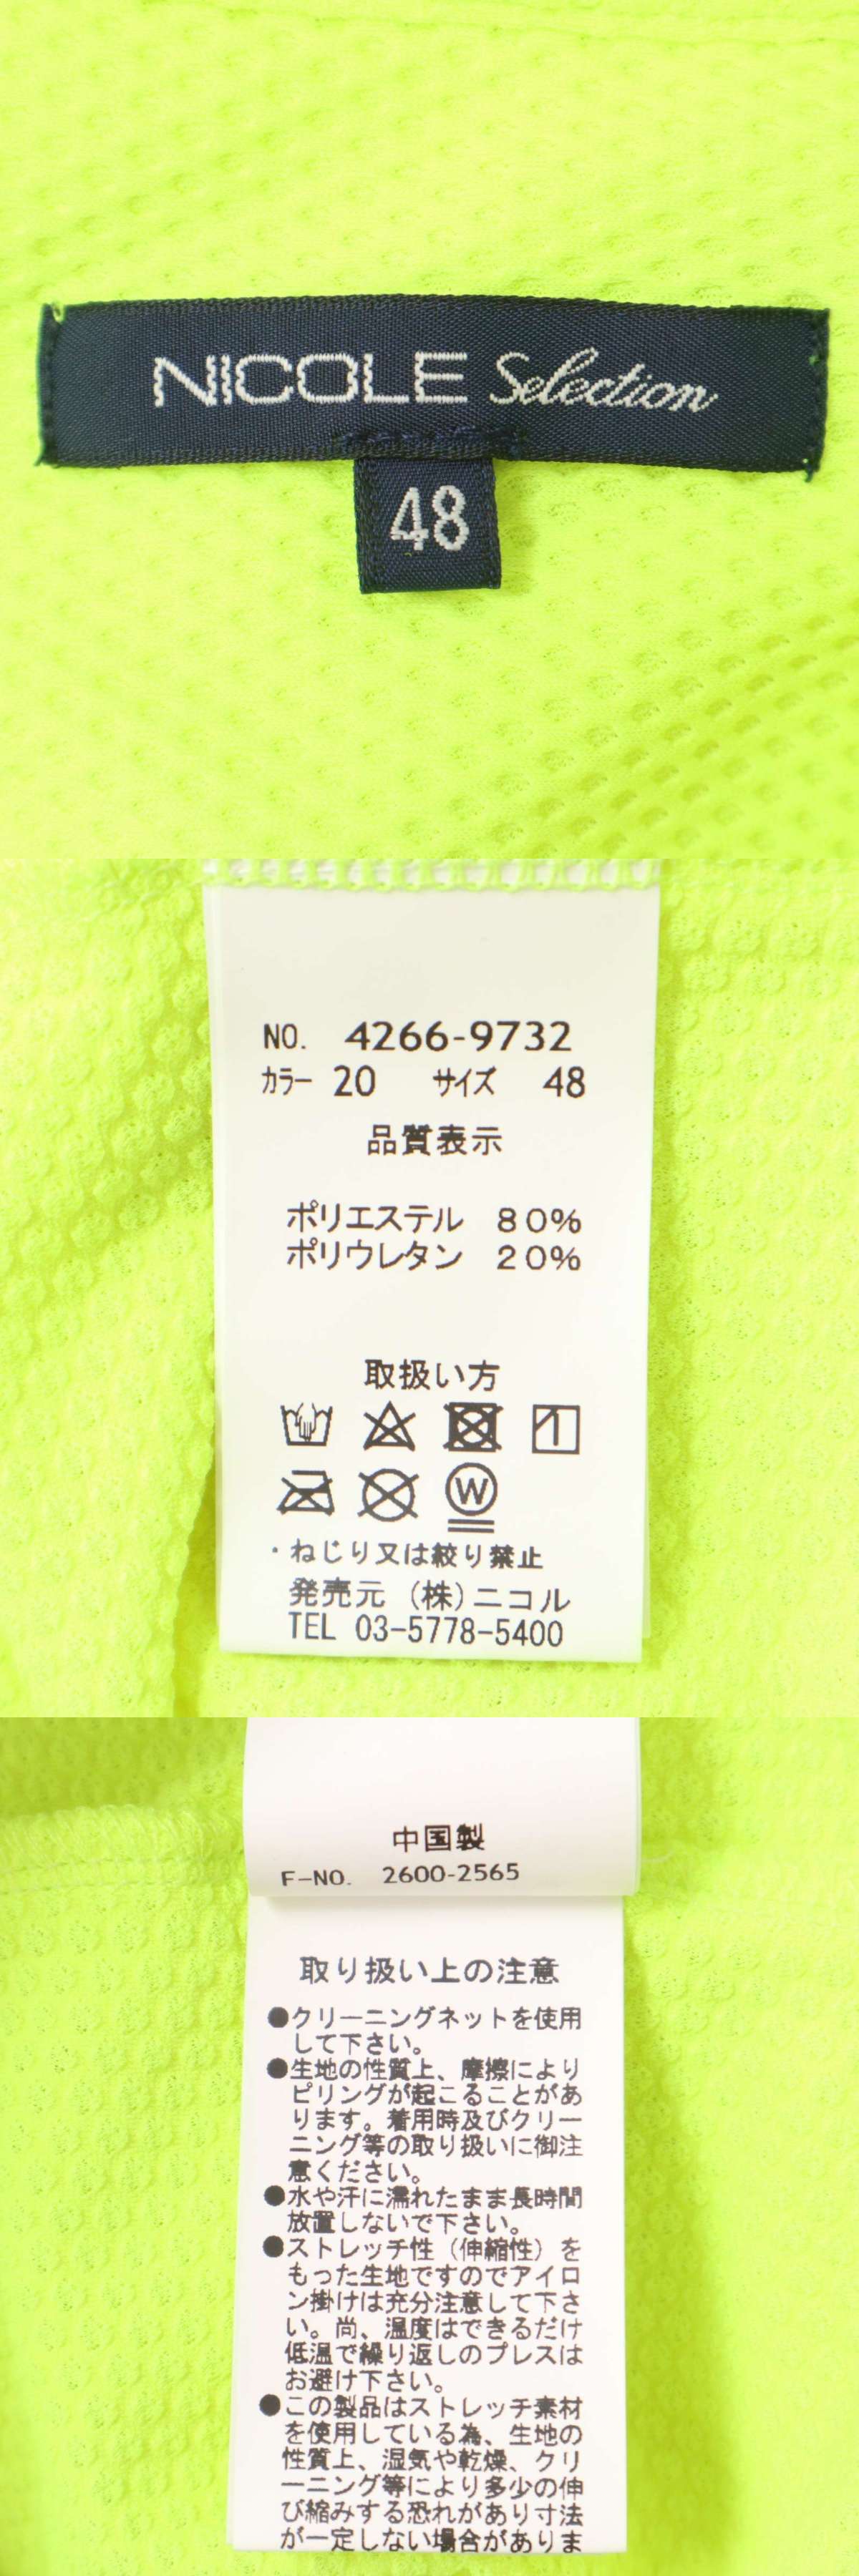 NICOLE Selection
48
NO. 4266-9732
カラー 20 サイズ 48
品質表示
ポリエステル 80%
ポリウレタン 20%
取扱い方
W
・ねじり又は絞り禁止
発売元 (株)ニコル
TEL 03-5778-5400
中国製
F-NO. 2600-2565
取り扱い上の注意
●クリーニングネットを使用
して下さい。
●生地の性質上、摩擦により
ピリングが起こることがあ
ります。着用時及びクリー
ニング等の取り扱いに御注
意ください。
●水や汗に濡れたまま長時間
放置しないで下さい。
●ストレッチ性(伸縮性)を
もった生地ですのでアイロ
ン掛けは充分注意して下さ
い。尚、温度はできるだけ
低温で繰り返しのプレスは
お避け下さい。
●この製品はストレッチ素材
を使用している為、生地の
性質上、湿気や乾燥、クリ
ーニング等により多少の伸
び縮みする恐れがあり寸法
が一定しない場合がありま